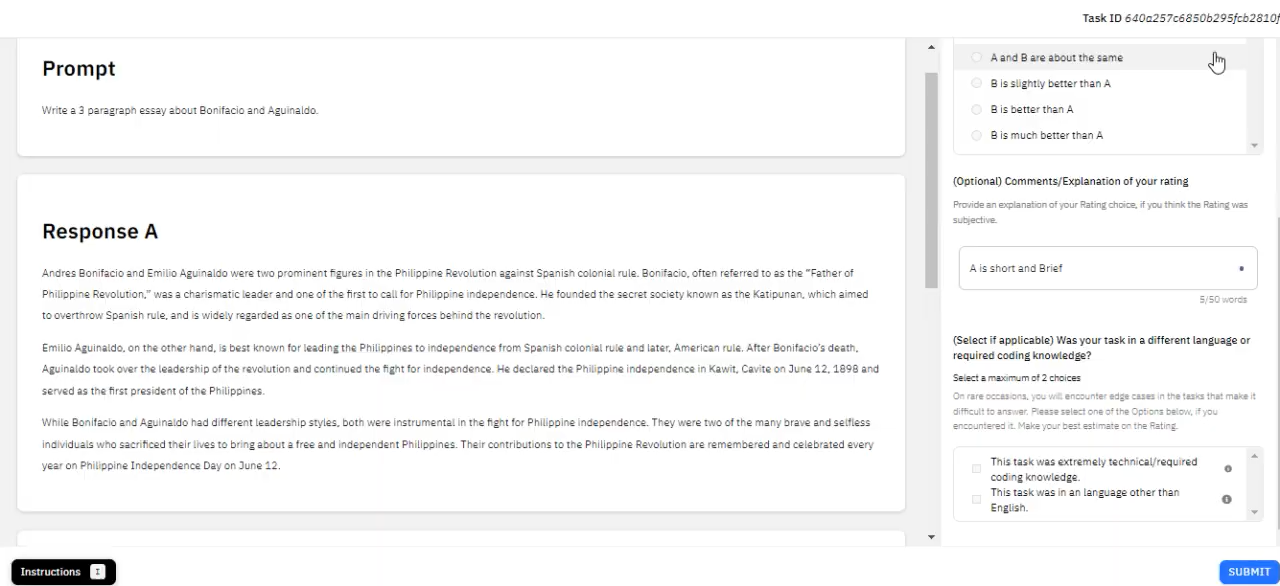 Task ID 640a257c6850b295fcb2810f
Prompt
Write a 3 paragraph essay about Bonifacio and Aguinaldo.
Response A
Andres Bonifacio and Emilio Aguinaldo were two prominent figures in the Philippine Revolution against Spanish colonial rule. Bonifacio, often referred to as the "Father of
Philippine Revolution," was a charismatic leader and one of the first to call for Philippine independence. He founded the secret society known as the Katipunan, which aimed
to overthrow Spanish rule, and is widely regarded as one of the main driving forces behind the revolution.
Emilio Aguinaldo, on the other hand, is best known for leading the Philippines to independence from Spanish colonial rule and later, American rule. After Bonifacio's death,
Aguinaldo took over the leadership of the revolution and continued the fight for independence. He declared the Philippine independence in Kawit, Cavite on June 12, 1898 and
served as the first president of the Philippines.
While Bonifacio and Aguinaldo had different leadership styles, both were instrumental in the fight for Philippine independence. They were two of the many brave and selfless
individuals who sacrificed their lives to bring about a free and independent Philippines. Their contributions to the Philippine Revolution are remembered and celebrated every
year on Philippine Independence Day on June 12.
A and B are about the same
B is slightly better than A
B is better than A
B is much better than A
(Optional) Comments/Explanation of your rating
Provide an explanation of your Rating choice, if you think the Rating was
subjective.
A is short and Brief
5/50 words
(Select if applicable) Was your task in a different language or
required coding knowledge?
Select a maximum of 2 choices
On rare occasions, you will encounter edge cases in the tasks that make it
difficult to answer. Please select one of the Options below, if you
encountered it. Make your best estimate on the Rating.
This task was extremely technical/required
coding knowledge.
This task was in an language other than
English.
Instructions I
SUBMIT